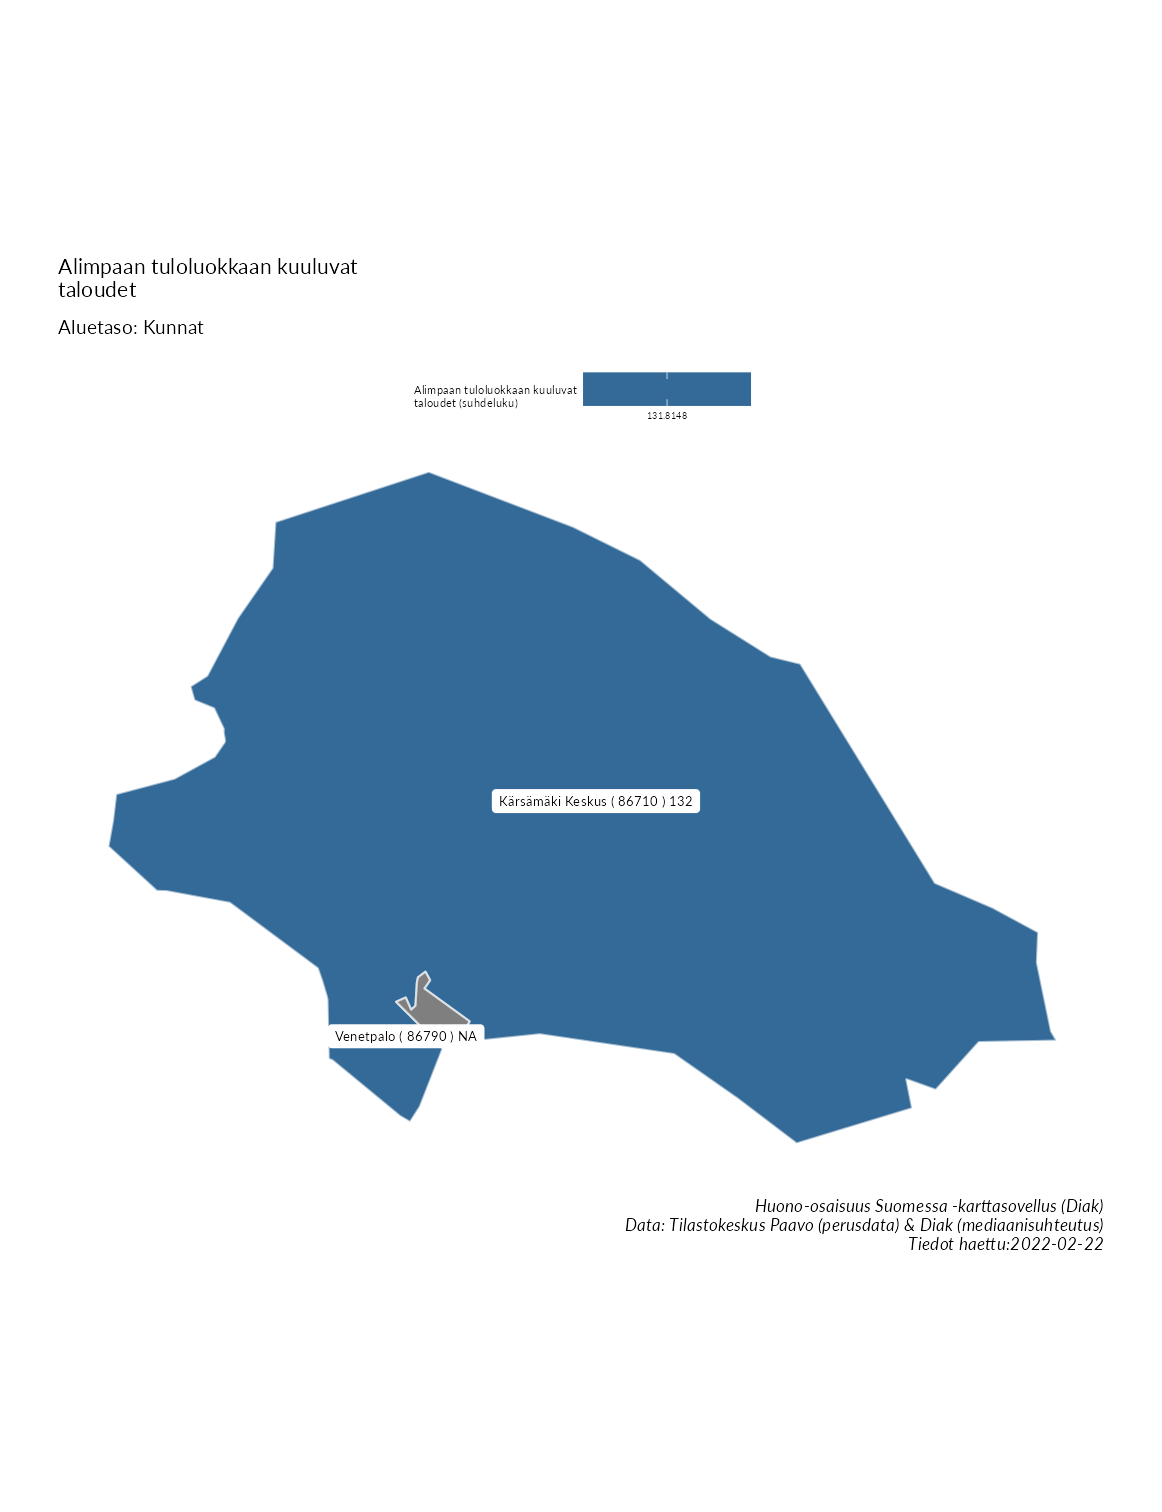 Alimpaan tuloluokkaan kuuluvat
taloudet
Aluetaso: Kunnat
Alimpaan tuloluokkaan kuuluvat
taloudet (suhdeluku)
131.8148
Kärsämäki Keskus ( 86710 ) 132
Venetpalo ( 86790 ) NA
Huono-osaisuus Suomessa -karttasovellus (Diak)
Data: Tilastokeskus Paavo (perusdata) & Diak (mediaanisuhteutus)
Tiedot haettu:2022-02-22